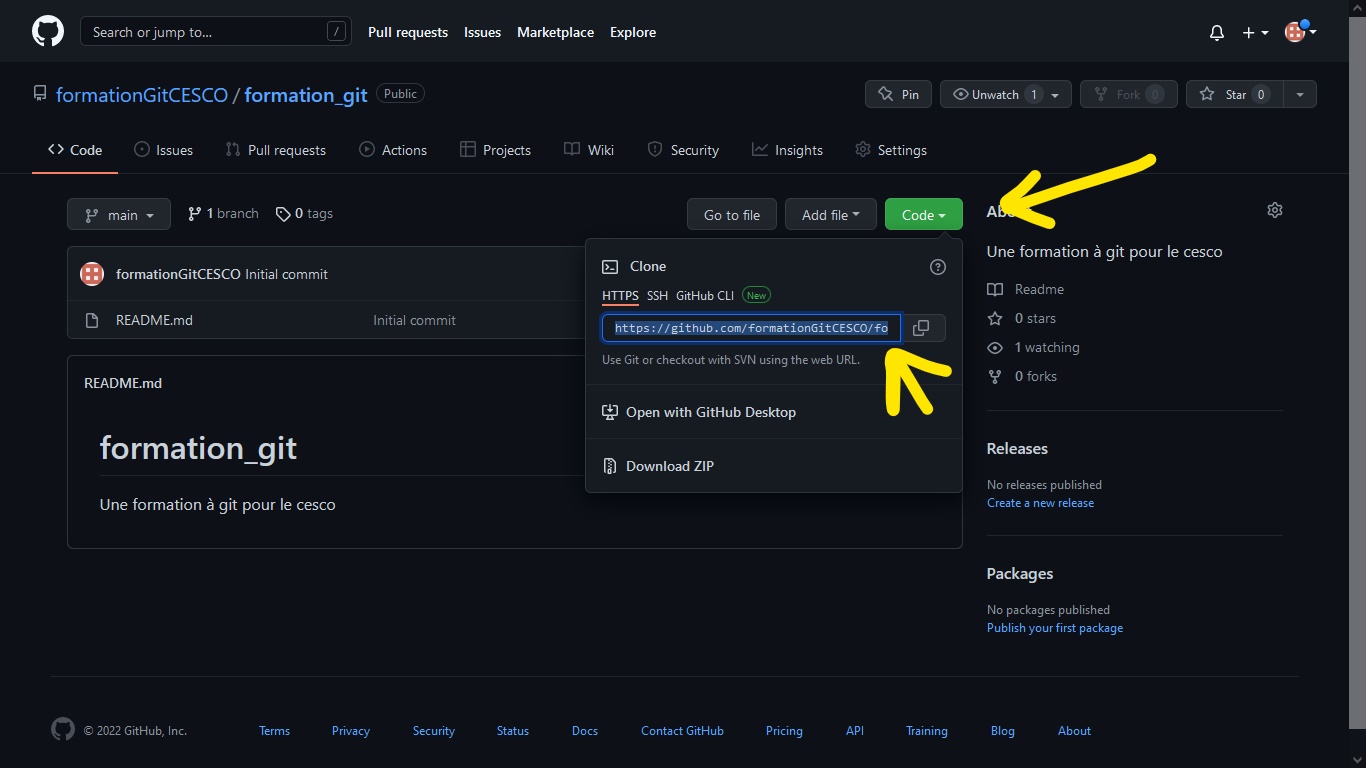 Search or jump to... /
Pull requests Issues Marketplace Explore
formationGitCESCO / formation_git Public
Pin Unwatch 1 Fork 0 Star 0
Code Issues Pull requests Actions Projects Wiki Security Insights Settings
main 1 branch 0 tags Go to file Add file Code
formationGitCESCO Initial commit
README.md Initial commit
Clone
HTTPS SSH GitHub CLI New
https://github.com/formationGitCESCO/fo
Use Git or checkout with SVN using the web URL.
Open with GitHub Desktop
Download ZIP
README.md
formation_git
Une formation à git pour le cesco
Une formation à git pour le cesco
Readme
0 stars
1 watching
0 forks
Releases
No releases published
Create a new release
Packages
No packages published
Publish your first package
© 2022 GitHub, Inc. Terms Privacy Security Status Docs Contact GitHub Pricing API Training Blog About